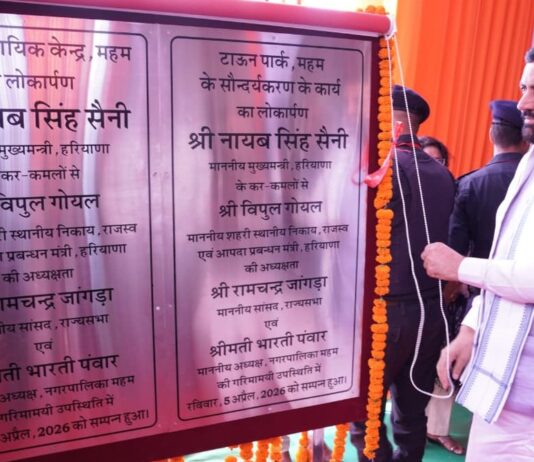 यिक केन्द्र, महम
लोकार्पण
सिंह सैनी
मुख्यमन्त्री, हरियाणा
कर-कमलों से
विपुल गोयल
स्थानीय निकाय, राजस्व
प्रबन्धन मंत्री, हरियाणा
की अध्यक्षता
रामचन्द्र जांगड़ा
सांसद, राज्यसभा
एवं
भारती पंवार
अध्यक्ष, नगरपालिका महम
गरिमामयी उपस्थिति में
अप्रैल, 2026 को सम्पन्न हुआ।
टाऊन पार्क, महम
के सौन्दर्यकरण के कार्य
का लोकार्पण
श्री नायब सिंह सैनी
माननीय मुख्यमन्त्री, हरियाणा
के कर-कमलों से
श्री विपुल गोयल
माननीय शहरी स्थानीय निकाय, राजस्व
एवं आपदा प्रबन्धन मंत्री, हरियाणा
की अध्यक्षता
श्री रामचन्द्र जांगड़ा
माननीय सांसद, राज्यसभा
एवं
श्रीमती भारती पंवार
माननीय अध्यक्ष, नगरपालिका महम
की गरिमामयी उपस्थिति में
रविवार, 5 अप्रैल, 2026 को सम्पन्न हुआ।